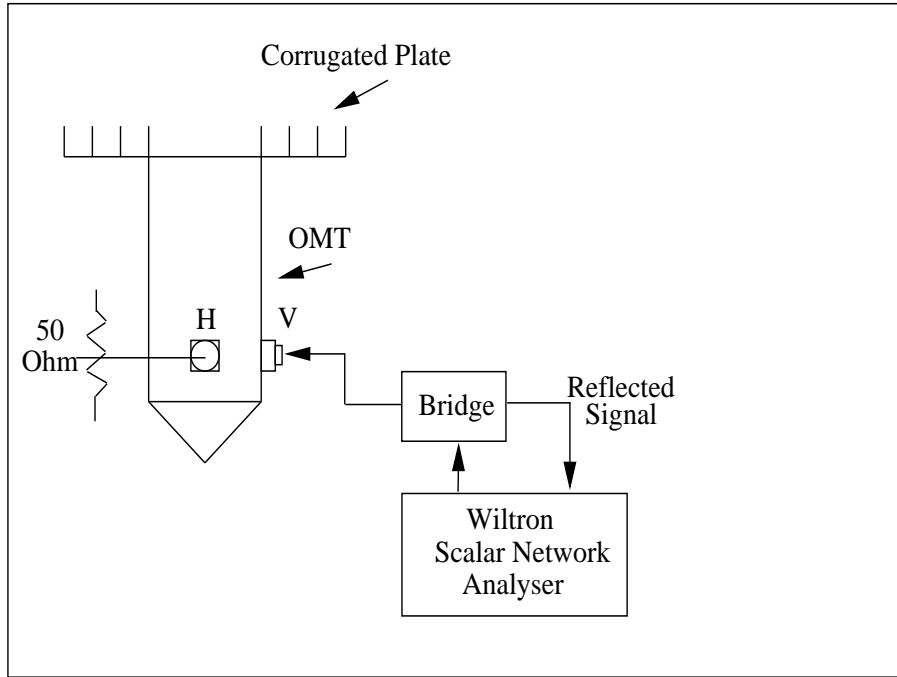 Corrugated Plate
OMT
H
V
50
Ohm
Bridge
Reflected
Signal
Wiltron
Scalar Network
Analyser